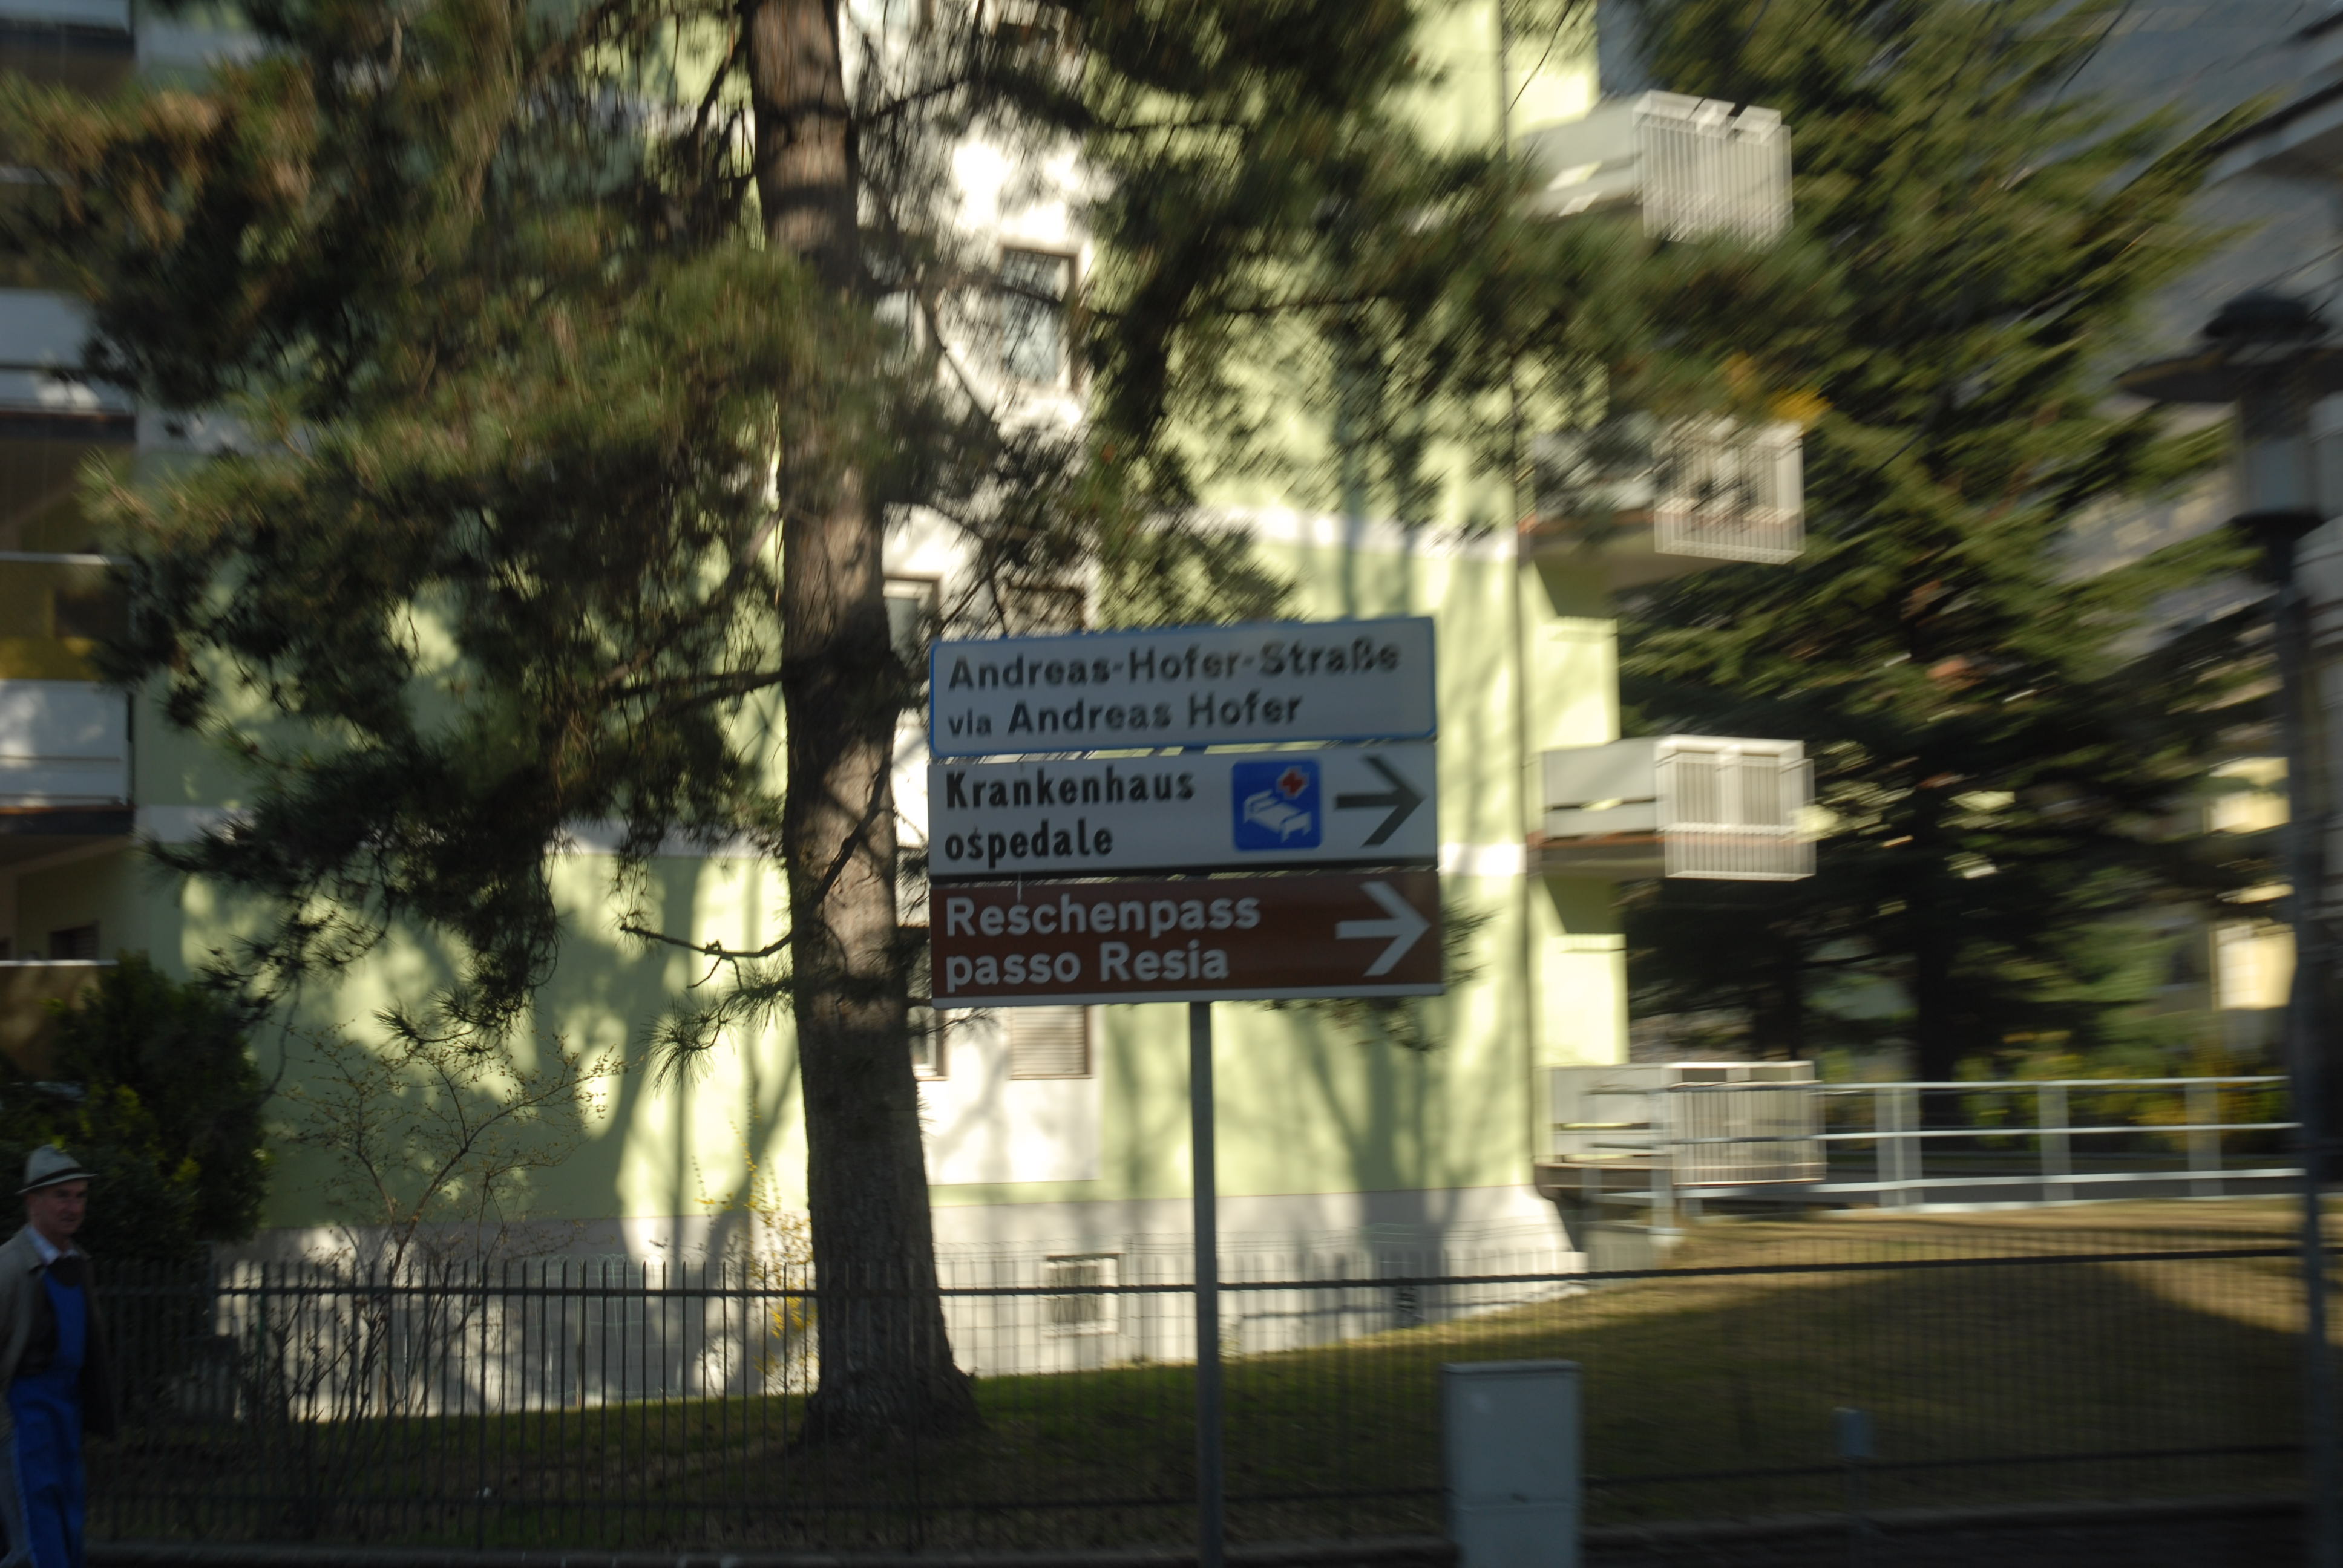 Andreas-Hofer-Straße
via Andreas Hofer
Krankenhaus
ospedale
Reschenpass
passo Resia